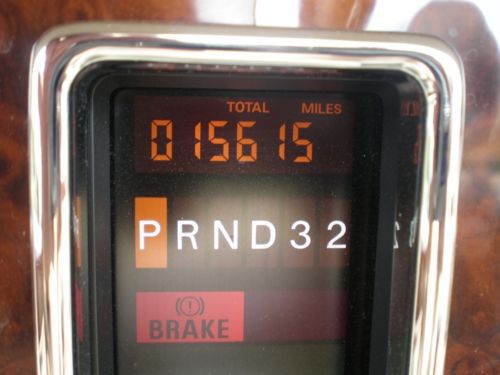 TOTAL MILES
015615
PRND32
BRAKE